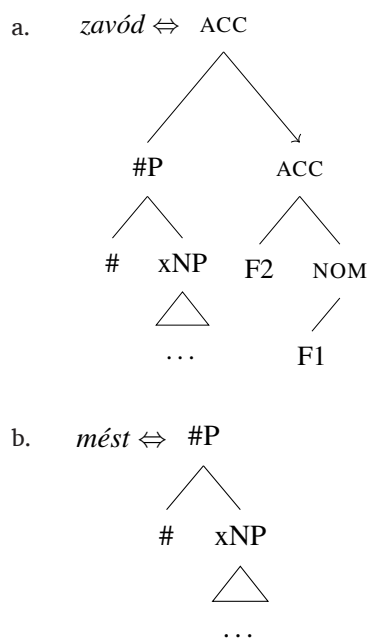 a. zavód ⇔ ACC
#P ACC
# xNP F2 NOM
... F1
b. mést ⇔ #P
# xNP
...